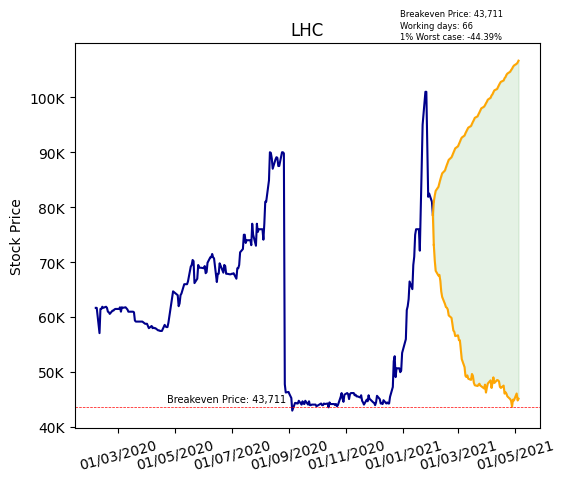 Breakeven Price: 43,711
Working days: 66
1% Worst case: -44.39%
LHC
Stock Price
100K
90K
80K
70K
60K
50K
40K
Breakeven Price: 43,711
01/03/2020
01/05/2020
01/07/2020
01/09/2020
01/11/2020
01/01/2021
01/03/2021
01/05/2021